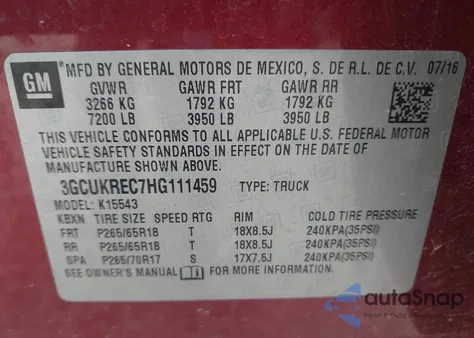 GM
MFD BY GENERAL MOTORS DE MEXICO, S. DE R.L. DE C.V. 07/16
GVWR GAWR FRT GAWR RR
3266 KG 1792 KG 1792 KG
7200 LB 3950 LB 3950 LB
THIS VEHICLE CONFORMS TO ALL APPLICABLE U.S. FEDERAL MOTOR
VEHICLE SAFETY STANDARDS IN EFFECT ON THE DATE OF
MANUFACTURE SHOWN ABOVE.
3GCUKREC7HG111459 TYPE: TRUCK
MODEL: K15543
KBXN TIRE SIZE SPEED RTG RIM COLD TIRE PRESSURE
FRT P265/65R18 T 18X8.5J 240KPA(35PSI)
RR P265/65R18 T 18X8.5J 240KPA(35PSI)
SPA P265/70R17 S 17X7.5J 240KPA(35PSI)
SEE OWNER'S MANUAL FOR ADDITIONAL INFORMATION
autoSnap